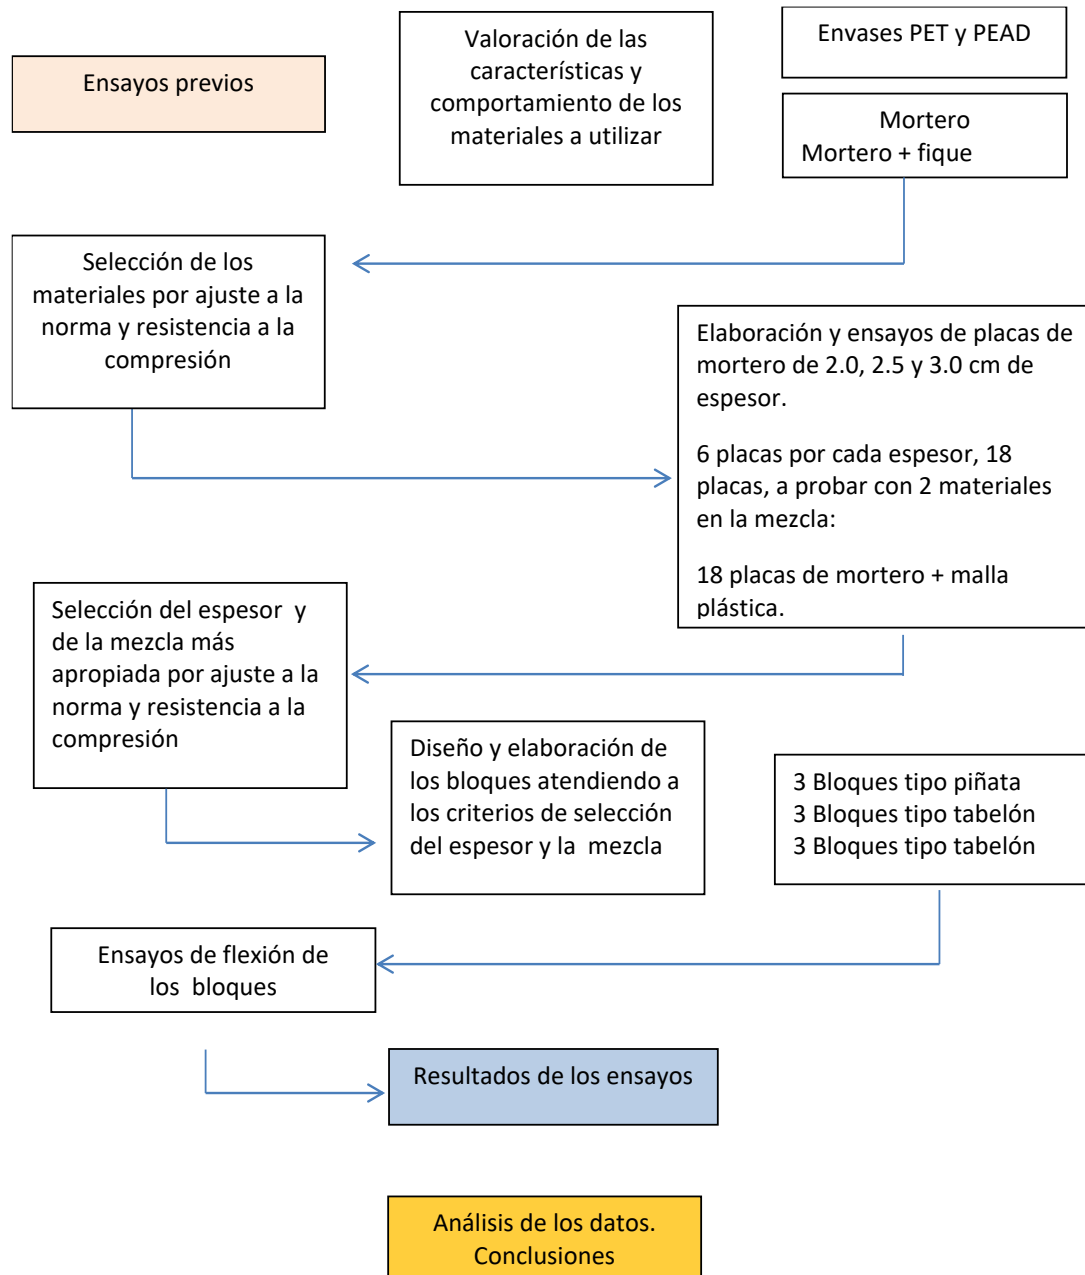 Ensayos previos
Valoración de las
características y
comportamiento de los
materiales a utilizar
Envases PET y PEAD
Mortero
Mortero + fique
Selección de los
materiales por ajuste a la
norma y resistencia a la
compresión
Elaboración y ensayos de placas de
mortero de 2.0, 2.5 y 3.0 cm de
espesor.
6 placas por cada espesor, 18
placas, a probar con 2 materiales
en la mezcla:
18 placas de mortero + malla
plástica.
Selección del espesor y
de la mezcla más
apropiada por ajuste a la
norma y resistencia a la
compresión
Diseño y elaboración de
los bloques atendiendo a
los criterios de selección
del espesor y la mezcla
3 Bloques tipo piñata
3 Bloques tipo tabelón
3 Bloques tipo tabelón
Ensayos de flexión de
los bloques
Resultados de los ensayos
Análisis de los datos.
Conclusiones